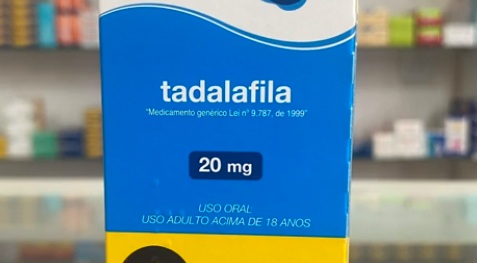 tadalafila
"Medicamento genérico Lei nº 9.787, de 1999"
20 mg
USO ORAL
USO ADULTO ACIMA DE 18 ANOS